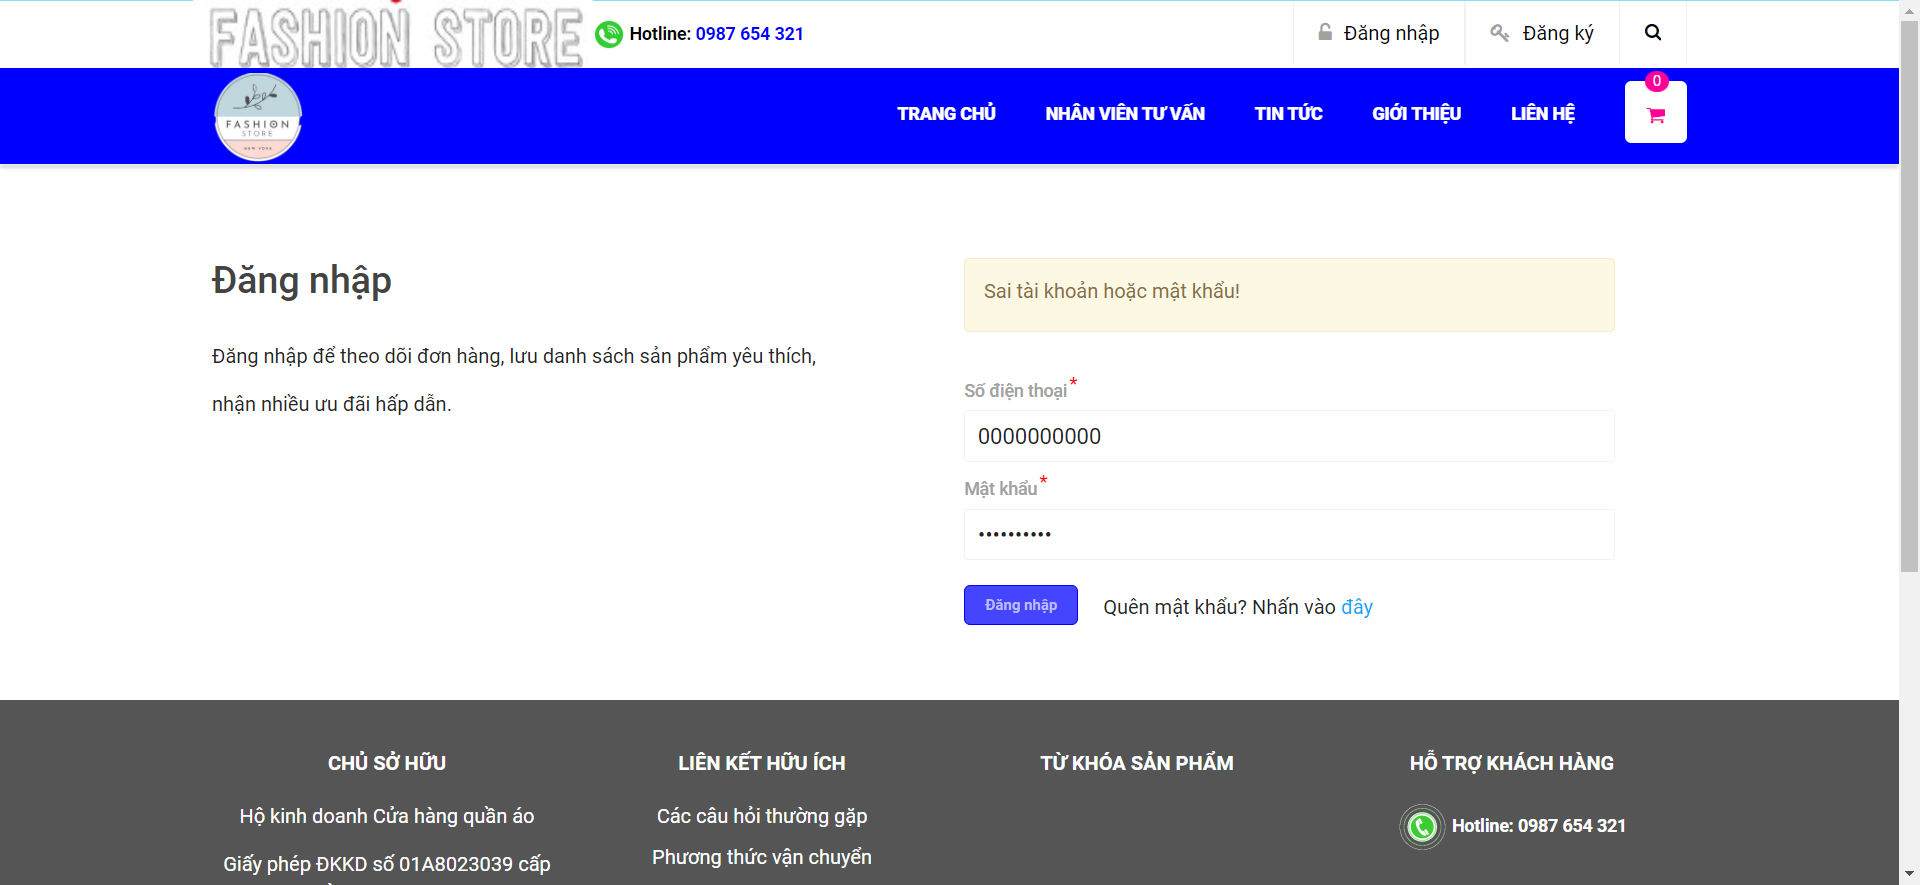 FASHION STORE
Hotline: 0987 654 321
Đăng nhập
Đăng ký
FASHION
STORE
NEW YORK
TRANG CHỦ
NHÂN VIÊN TƯ VẤN
TIN TỨC
GIỚI THIỆU
LIÊN HỆ
0
Đăng nhập
Đăng nhập để theo dõi đơn hàng, lưu danh sách sản phẩm yêu thích,
nhận nhiều ưu đãi hấp dẫn.
Sai tài khoản hoặc mật khẩu!
Số điện thoại*
0000000000
Mật khẩu*
••••••••••
Đăng nhập
Quên mật khẩu? Nhấn vào đây
CHỦ SỞ HỮU
Hộ kinh doanh Cửa hàng quần áo
Giấy phép ĐKKD số 01A8023039 cấp
LIÊN KẾT HỮU ÍCH
Các câu hỏi thường gặp
Phương thức vận chuyển
TỪ KHÓA SẢN PHẨM
HỖ TRỢ KHÁCH HÀNG
Hotline: 0987 654 321